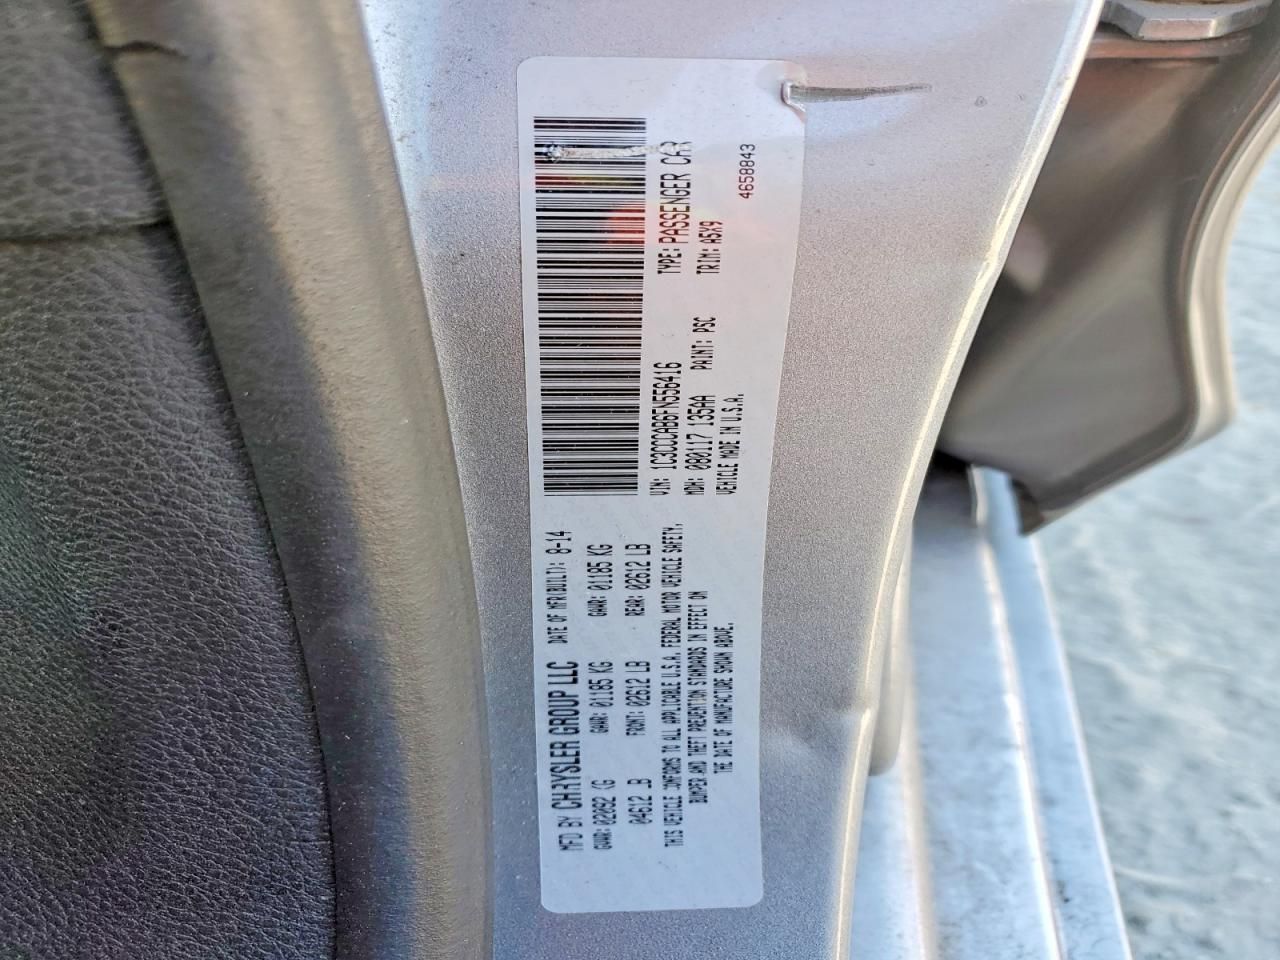 MFD BY CHRYSLER GROUP LLC DATE OF MFR(BUILT): 8-14
GVWR: 02092 KG GAWR: 01185 KG GAWR: 01185 KG
04612 LB FRONT: 02612 LB REAR: 02612 LB
THIS VEHICLE CONFORMS TO ALL APPLICABLE U.S.A. FEDERAL MOTOR VEHICLE SAFETY,
BUMPER AND THEFT PREVENTION STANDARDS IN EFFECT ON
THE DATE OF MANUFACTURE SHOWN ABOVE.
VIN: 1C3CCCAB6FN556416 TYPE: PASSENGER CAR
MDH: 080117 135AA PAINT: PSC TRIM: A5X9
VEHICLE MADE IN U.S.A. 4658843